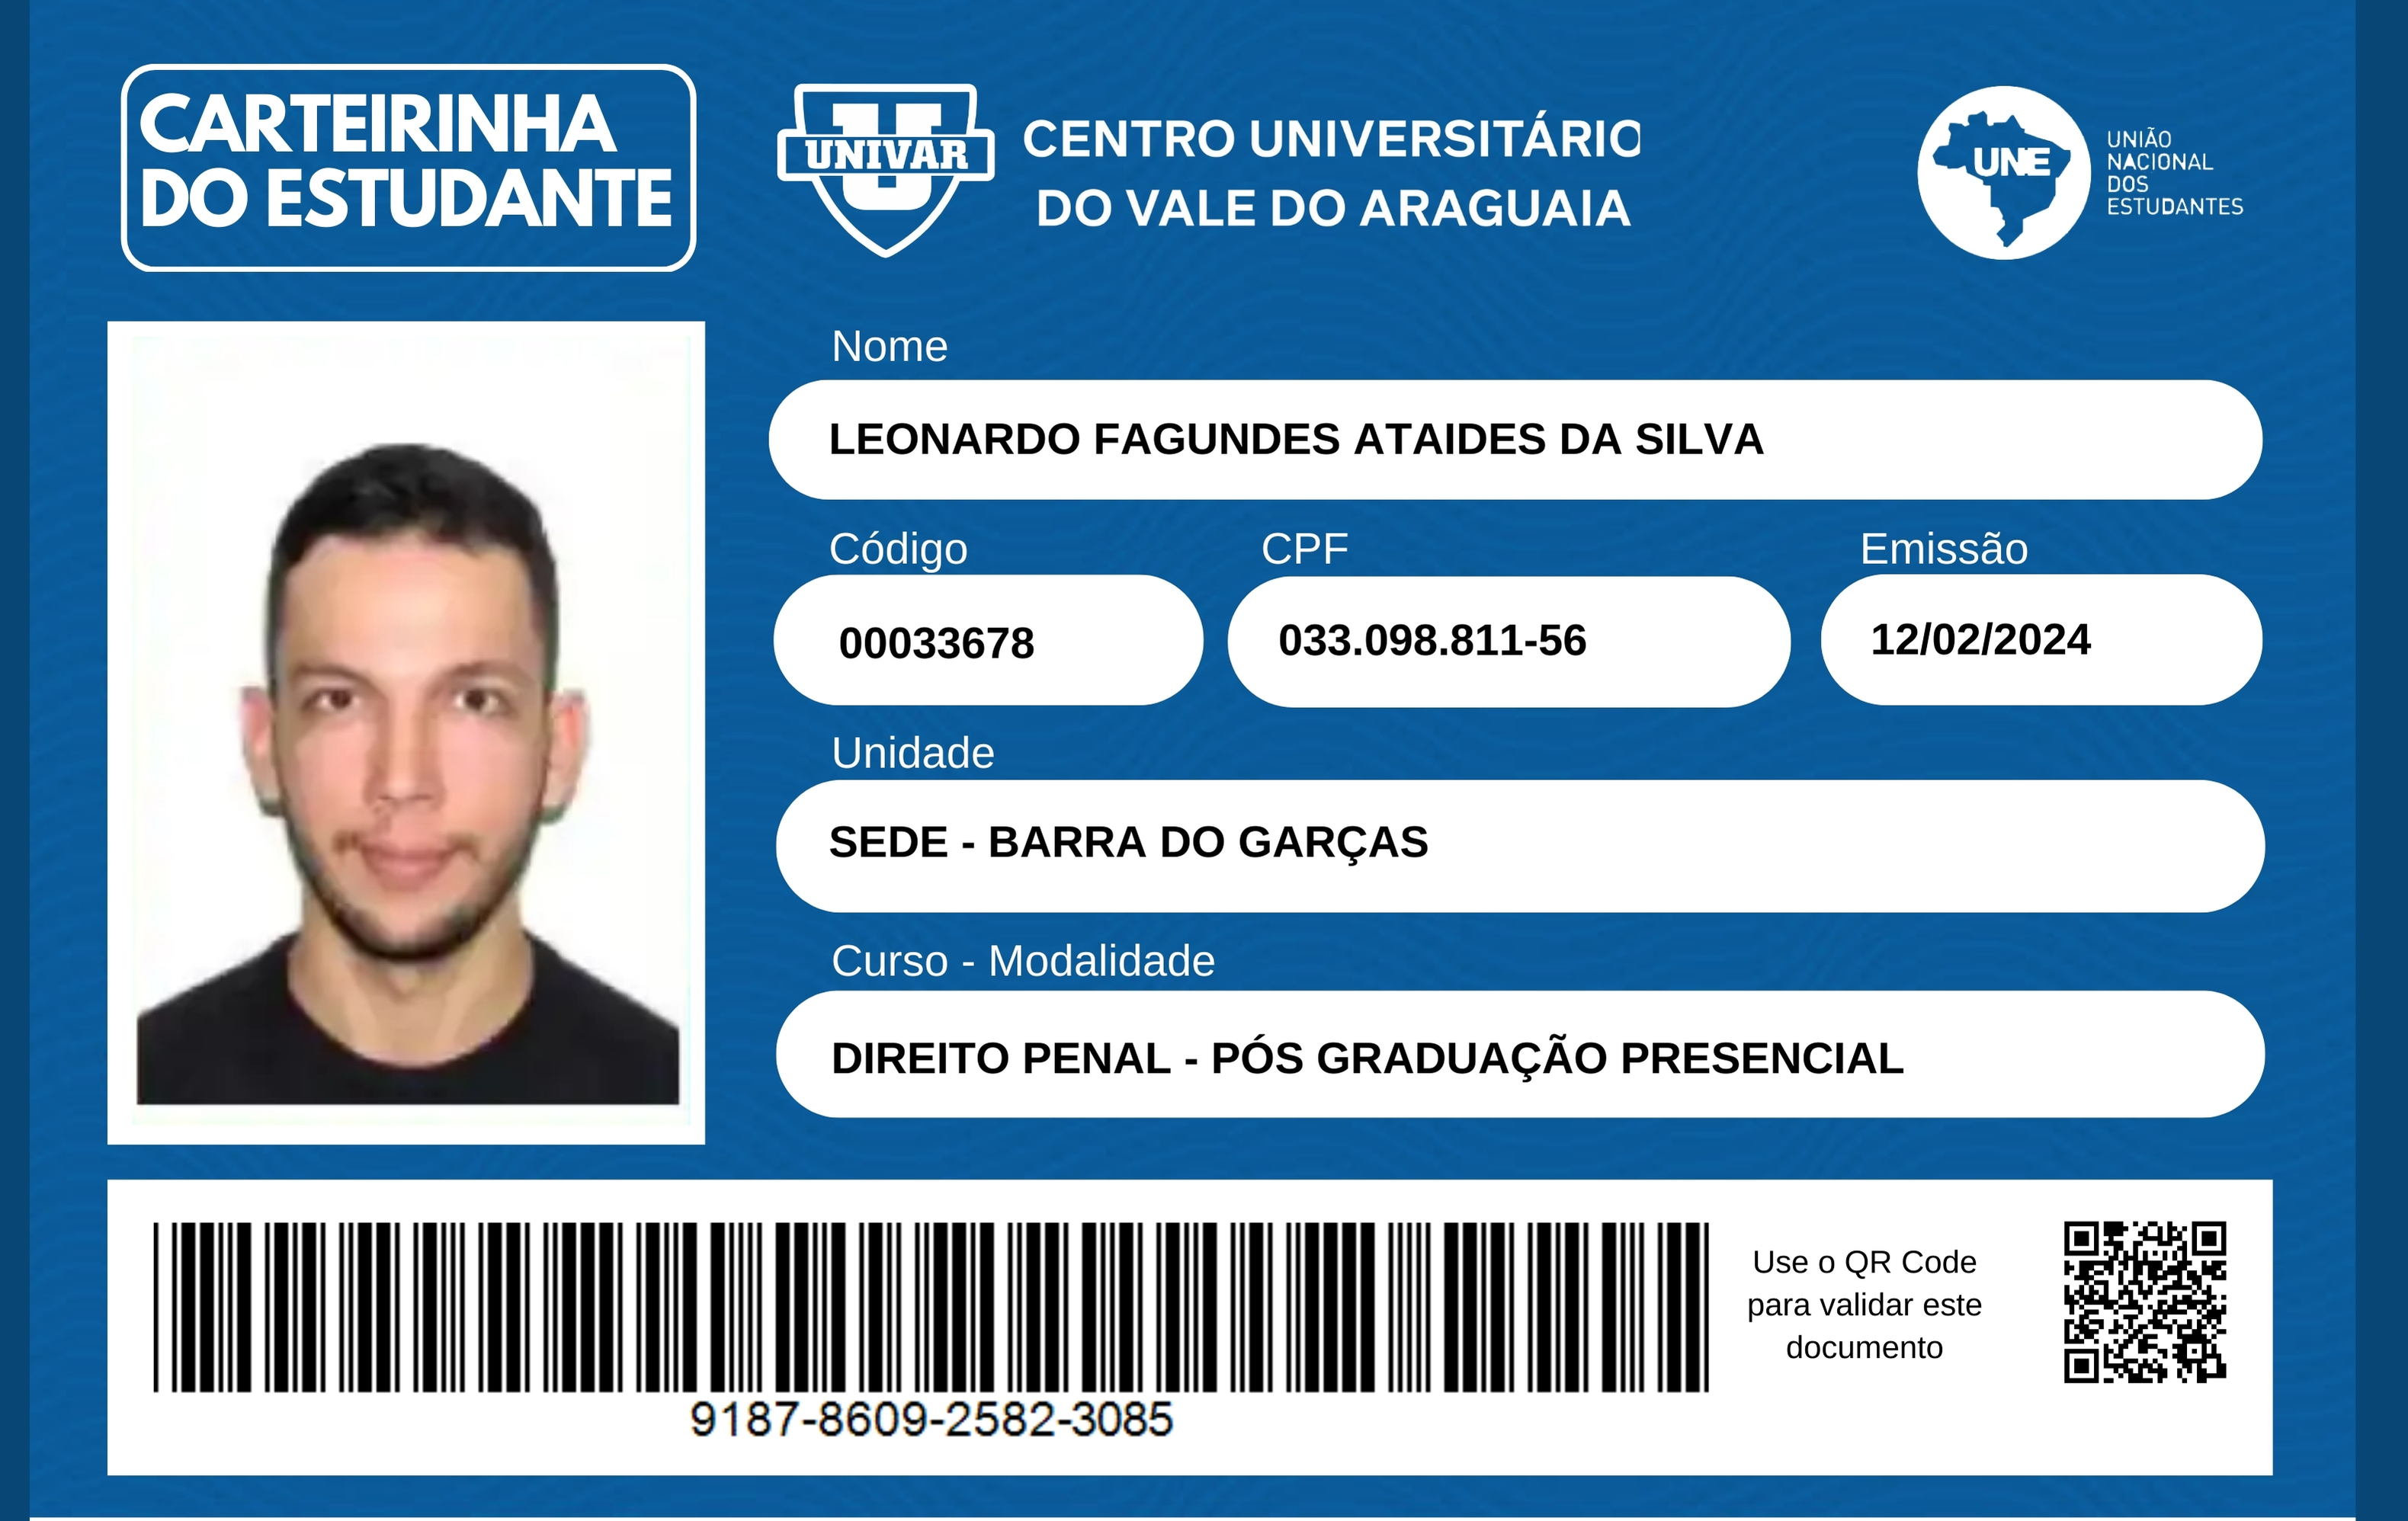 CARTEIRINHA
DO ESTUDANTE
UNIVAR
CENTRO UNIVERSITÁRIO
DO VALE DO ARAGUAIA
UNE
UNIÃO
NACIONAL
DOS
ESTUDANTES
Nome
LEONARDO FAGUNDES ATAIDES DA SILVA
Código
CPF
Emissão
00033678
033.098.811-56
12/02/2024
Unidade
SEDE - BARRA DO GARÇAS
Curso - Modalidade
DIREITO PENAL - PÓS GRADUAÇÃO PRESENCIAL
Use o QR Code
para validar este
documento
9187-8609-2582-3085